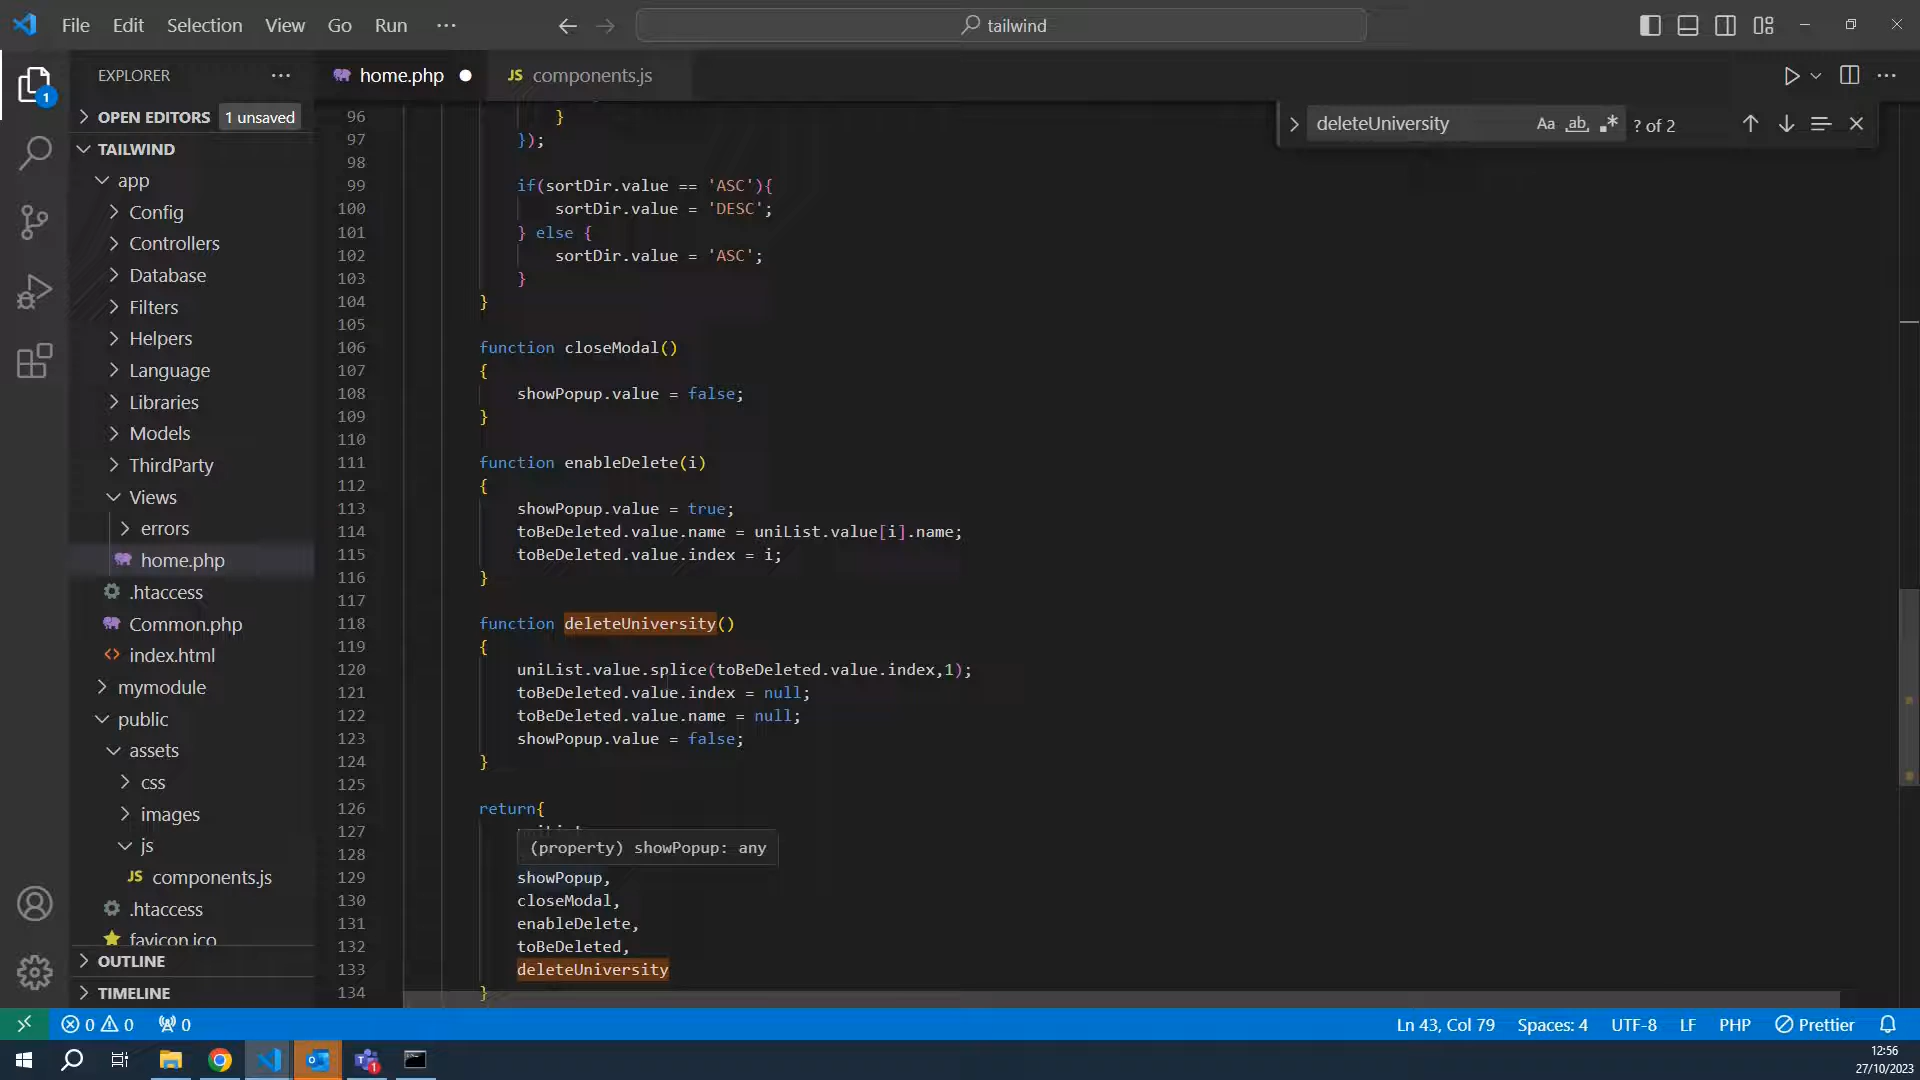 File Edit Selection View Go Run ···
tailwind
EXPLORER ···
OPEN EDITORS 1 unsaved
TAILWIND
app
Config
Controllers
Database
Filters
Helpers
Language
Libraries
Models
ThirdParty
Views
errors
home.php
.htaccess
Common.php
index.html
mymodule
public
assets
css
images
js
JS components.js
.htaccess
favicon.ico
OUTLINE
TIMELINE
1
home.php
JS components.js
deleteUniversity Aa ab ? of 2
96 }
97 });
98
99 if(sortDir.value == 'ASC'){
100 sortDir.value = 'DESC';
101 } else {
102 sortDir.value = 'ASC';
103 }
104 }
105
106 function closeModal()
107 {
108 showPopup.value = false;
109 }
110
111 function enableDelete(i)
112 {
113 showPopup.value = true;
114 toBeDeleted.value.name = uniList.value[i].name;
115 toBeDeleted.value.index = i;
116 }
117
118 function deleteUniversity()
119 {
120 uniList.value.splice(toBeDeleted.value.index,1);
121 toBeDeleted.value.index = null;
122 toBeDeleted.value.name = null;
123 showPopup.value = false;
124 }
125
126 return{
127
(property) showPopup: any
128
129 showPopup,
130 closeModal,
131 enableDelete,
132 toBeDeleted,
133 deleteUniversity
134 }
0 0 0
Ln 43, Col 79 Spaces: 4 UTF-8 LF PHP Prettier
1
12:56
27/10/2023